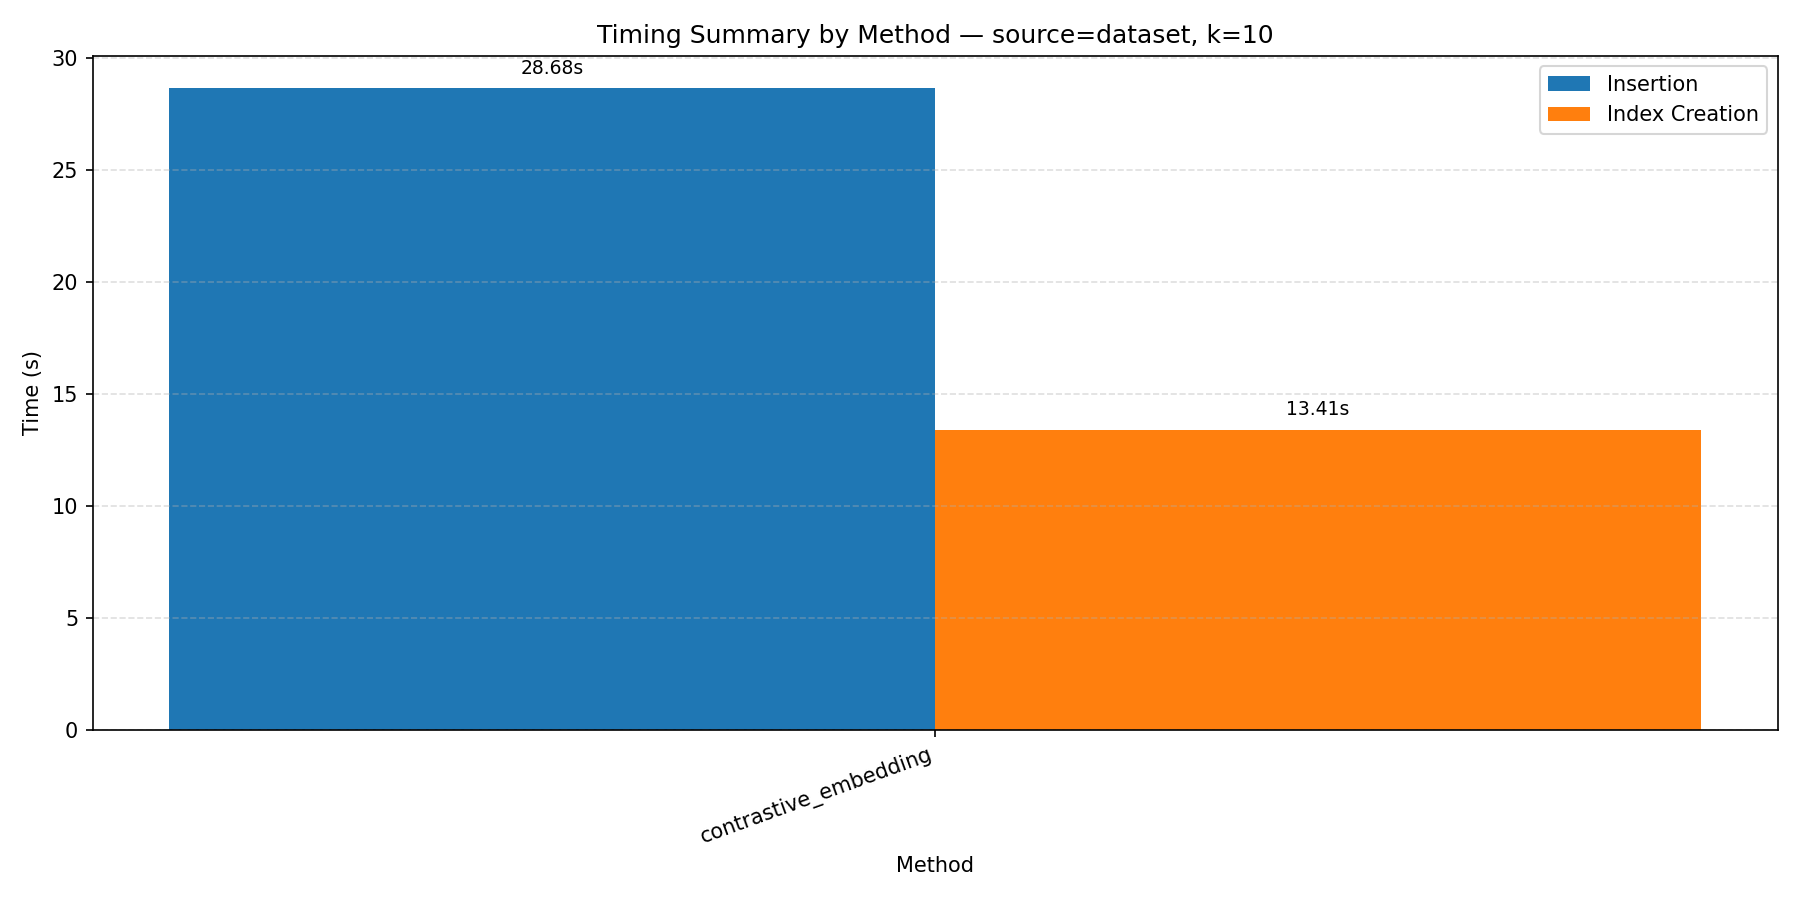 Timing Summary by Method — source=dataset, k=10
30
25
20
15
10
5
0
Time (s)
28.68s
13.41s
Insertion
Index Creation
contrastive_embedding
Method